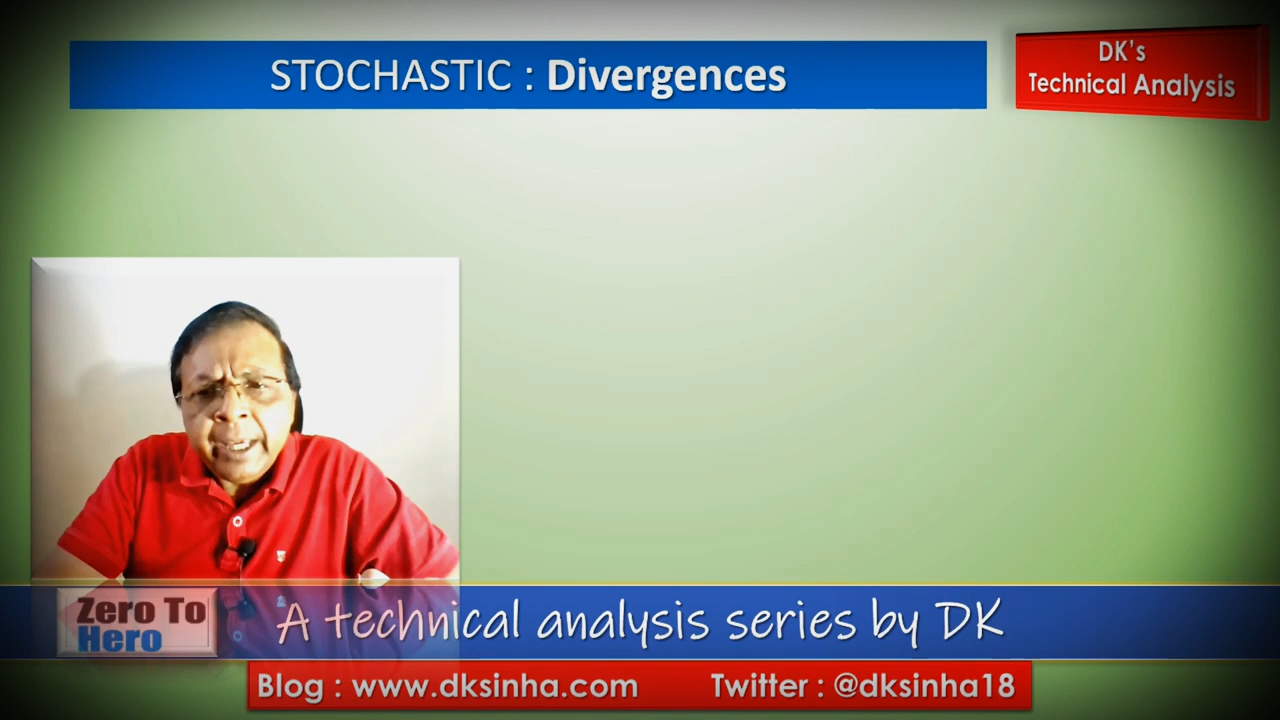 STOCHASTIC : Divergences
DK's
Technical Analysis
Zero To
Hero
A technical analysis series by DK
Blog : www.dksinha.com Twitter : @dksinha18